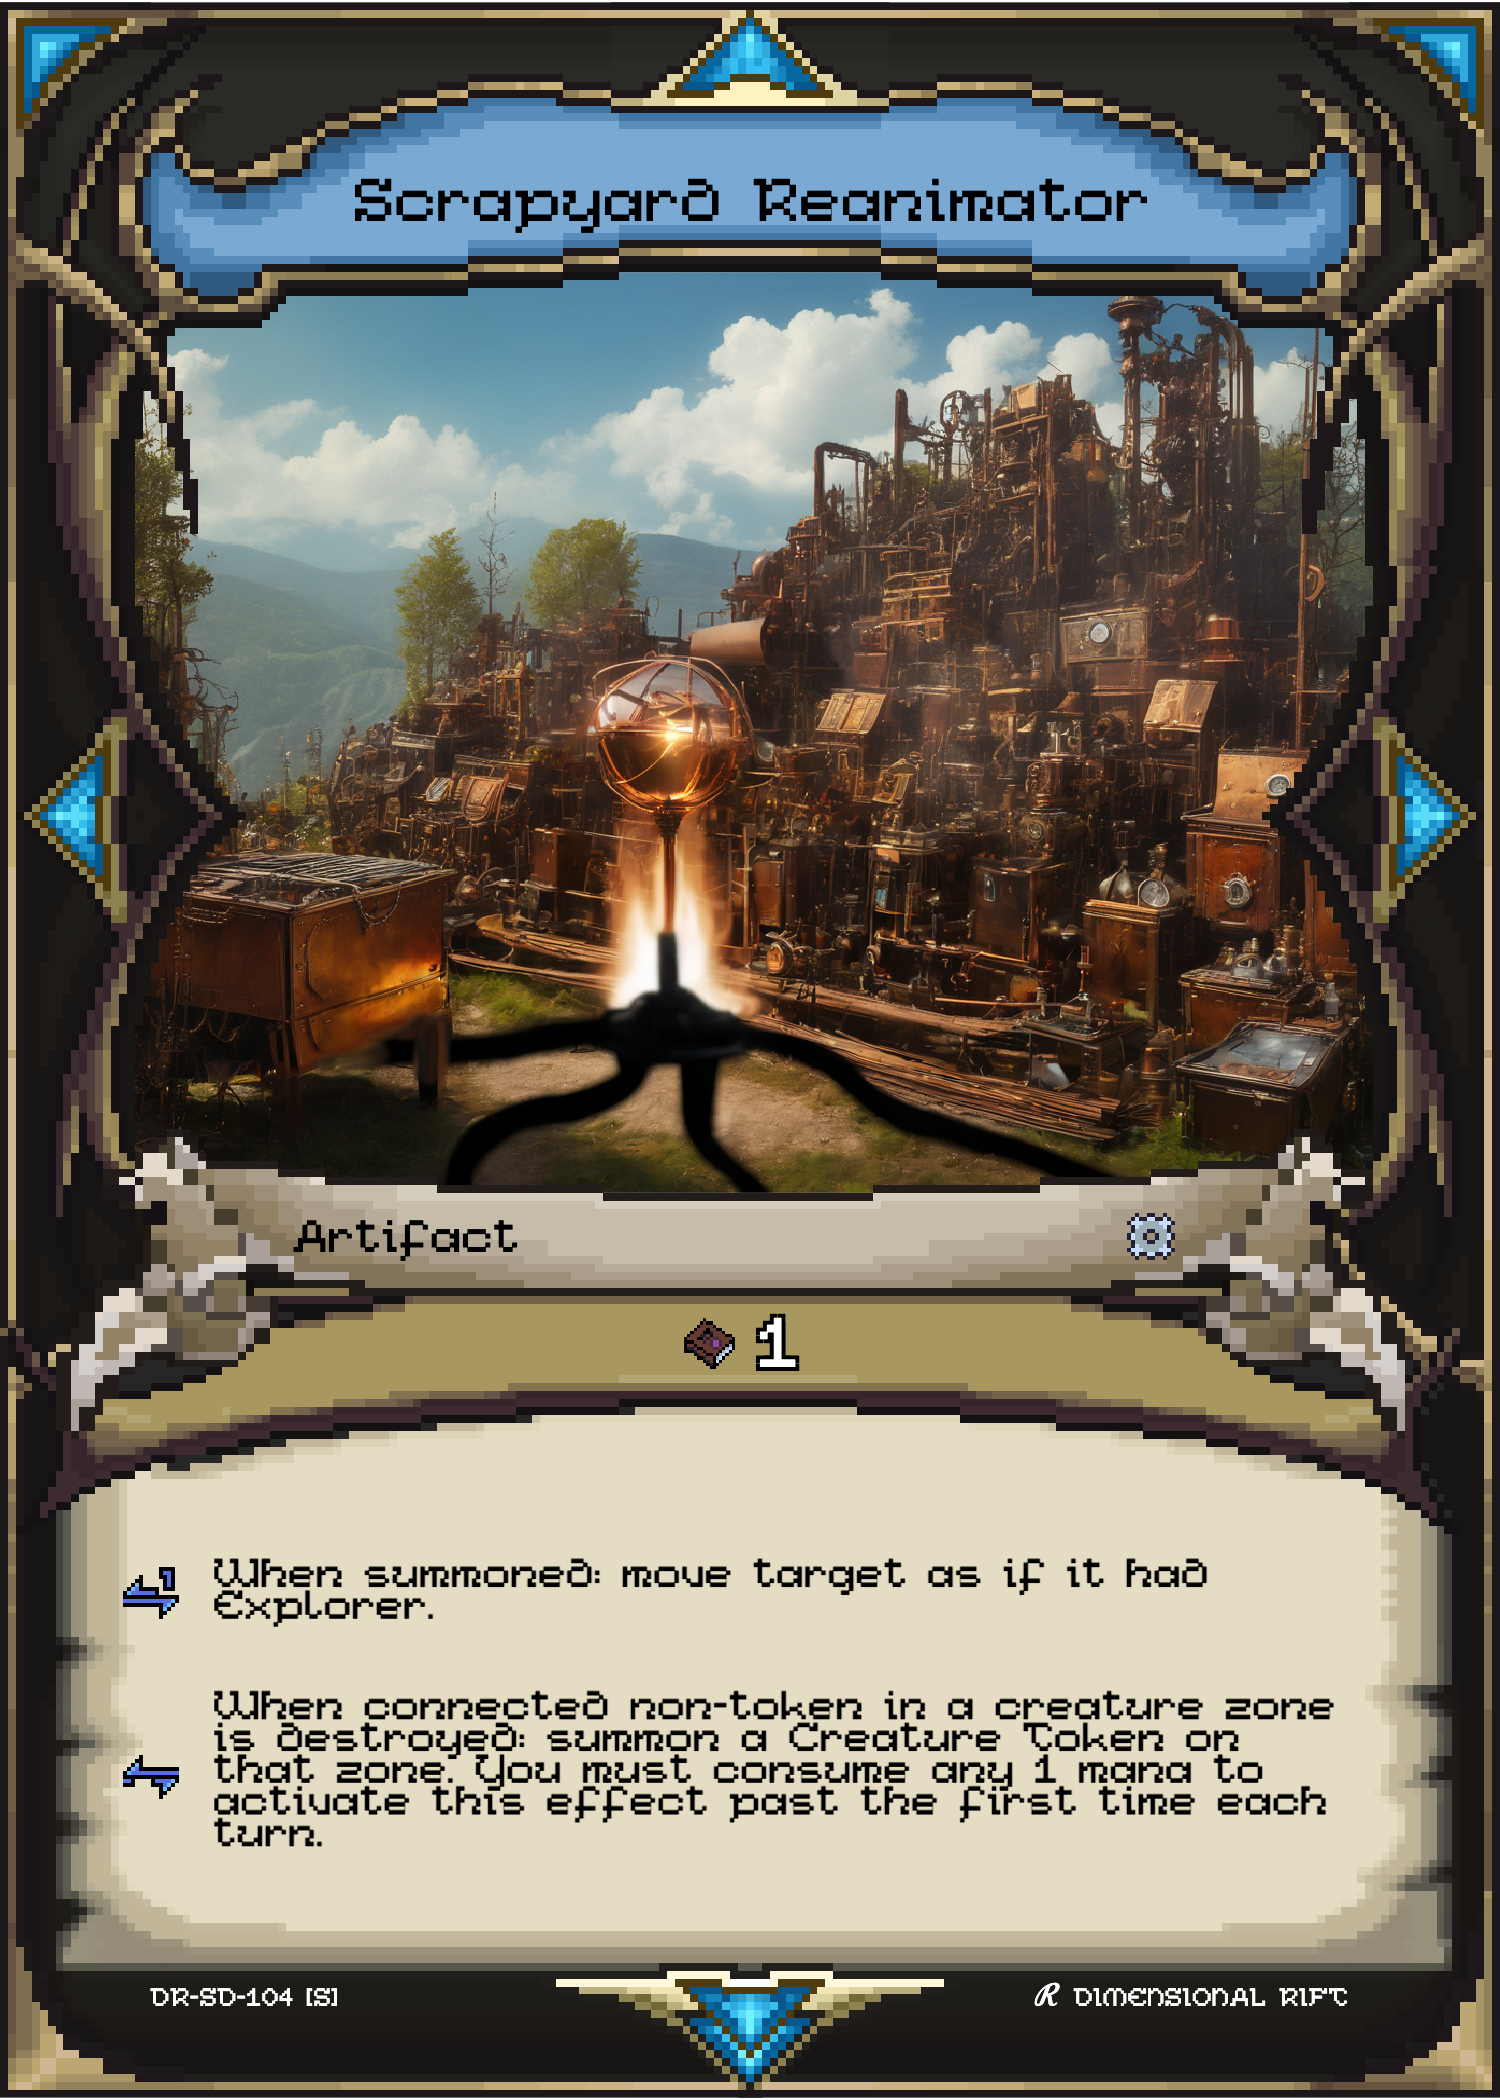 Scrapyard Reanimator
Artifact
1
When summoned: move target as if it had
Explorer.
When connected non-token in a creature zone
is destroyed: summon a Creature Token on
that zone. You must consume any 1 mana to
activate this effect past the first time each
turn.
DR-SD-104 [S]
R DIMENSIONAL RIFT